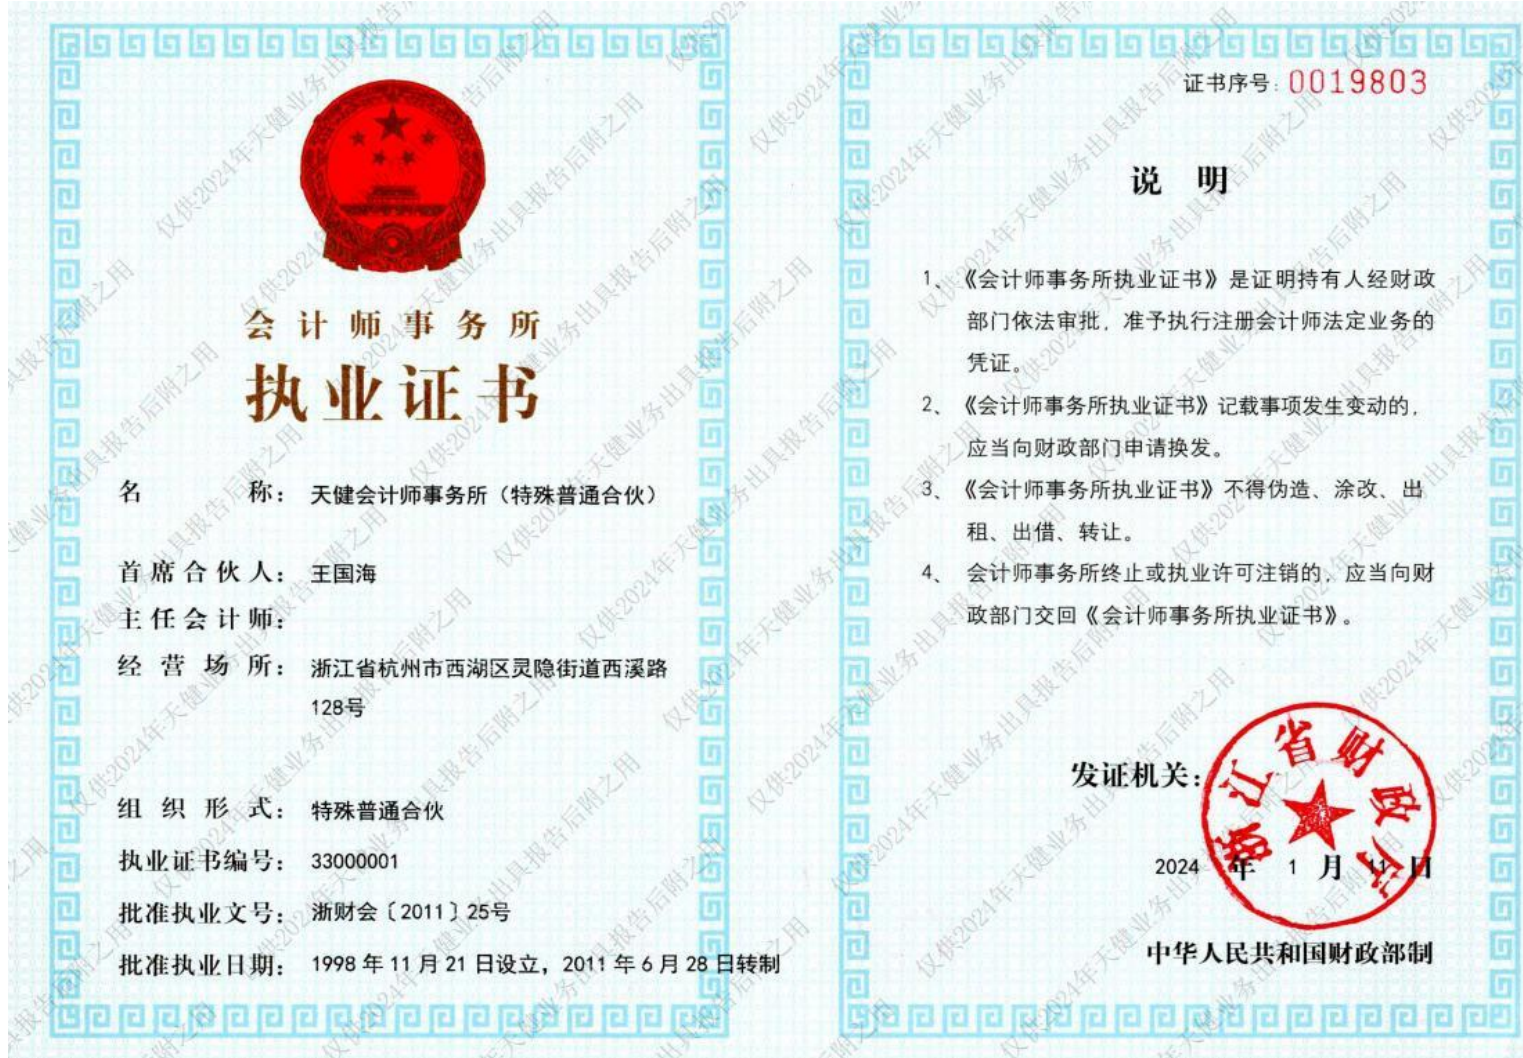 会计师事务所
执业证书
名称：天健会计师事务所（特殊普通合伙）
首席合伙人：王国海
主任会计师：
经营场所：浙江省杭州市西湖区灵隐街道西溪路
128号
组织形式：特殊普通合伙
执业证书编号：33000001
批准执业文号：浙财会〔2011〕25号
批准执业日期：1998年11月21日设立，2011年6月28日转制
证书序号：0019803
说明
1、《会计师事务所执业证书》是证明持有人经财政
部门依法审批，准予执行注册会计师法定业务的
凭证。
2、《会计师事务所执业证书》记载事项发生变动的，
应当向财政部门申请换发。
3、《会计师事务所执业证书》不得伪造、涂改、出
租、出借、转让。
4、会计师事务所终止或执业许可注销的，应当向财
政部门交回《会计师事务所执业证书》。
发证机关：
浙江省财政厅
2024年1月11日
中华人民共和国财政部制
仅供2024年天健业务出具报告后附之用